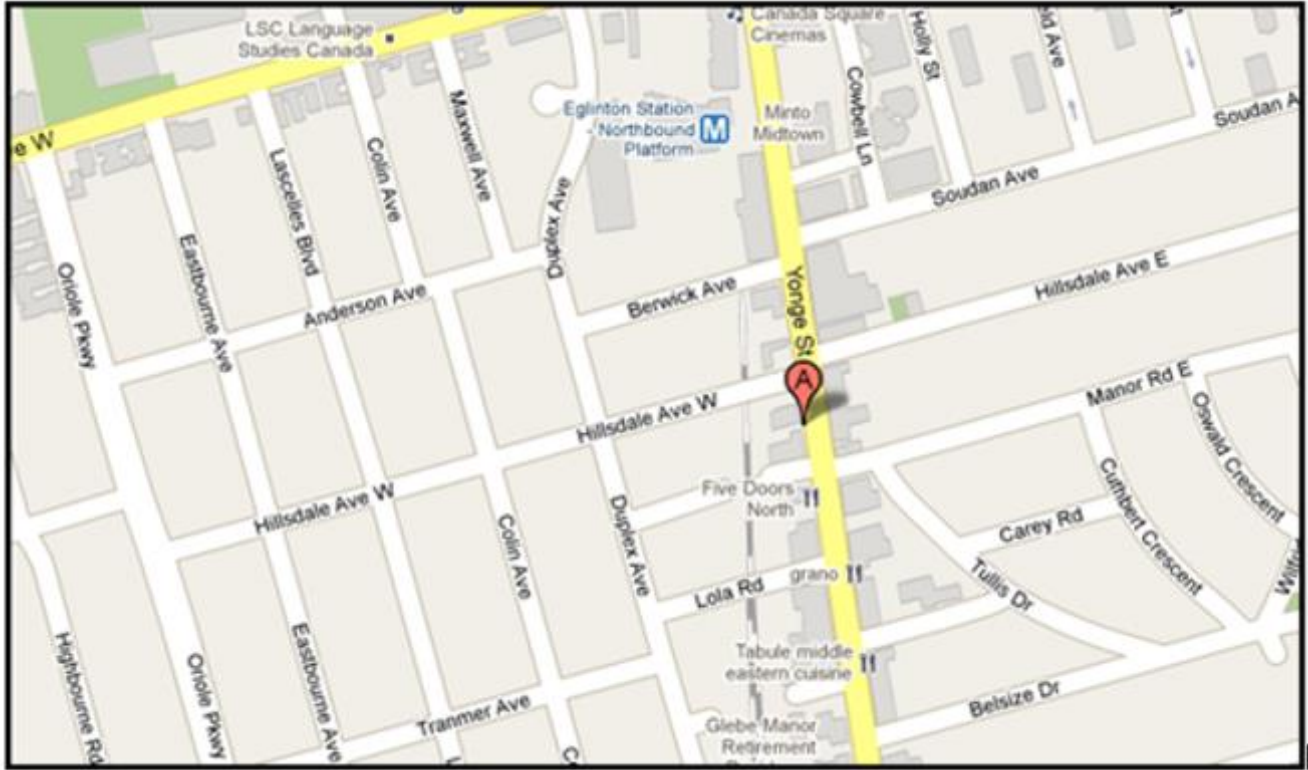 LSC Language
Studies Canada
Canada Square
Cinemas
Holly St
Cowbell Ln
Minto
Midtown
Eglinton Station
- Northbound
Platform
M
Soudan A
Soudan Ave
e W
Maxwell Ave
Colin Ave
Lascelles Blvd
Eastbourne Ave
Oriole Pkwy
Duplex Ave
Anderson Ave
Berwick Ave
Yonge St
Hillsdale Ave E
A
Hillsdale Ave W
Manor Rd E
Oswald Crescent
Cuthbert Crescent
Hillsdale Ave W
Five Doors
North
Carey Rd
Colin Ave
Duplex Ave
grano
Lola Rd
Tullis Dr
Tabule middle
eastern cuisine
Highbourne Rd
Oriole Pkwy
Eastbourne Ave
Tranmer Ave
Belsize Dr
Glebe Manor
Retirement